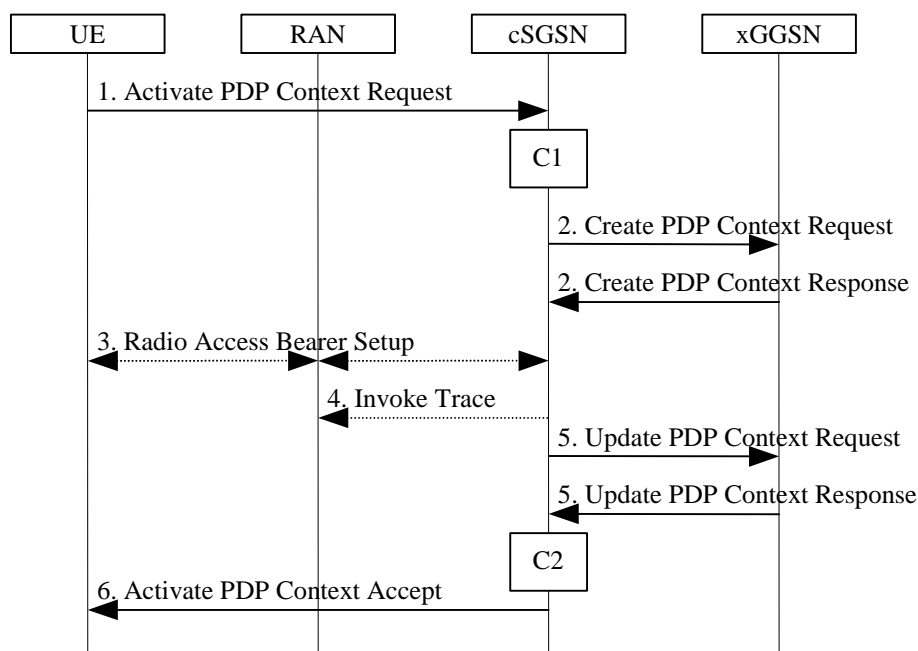 UE
RAN
cSGSN
xGGSN
1. Activate PDP Context Request
C1
2. Create PDP Context Request
2. Create PDP Context Response
3. Radio Access Bearer Setup
4. Invoke Trace
5. Update PDP Context Request
5. Update PDP Context Response
C2
6. Activate PDP Context Accept